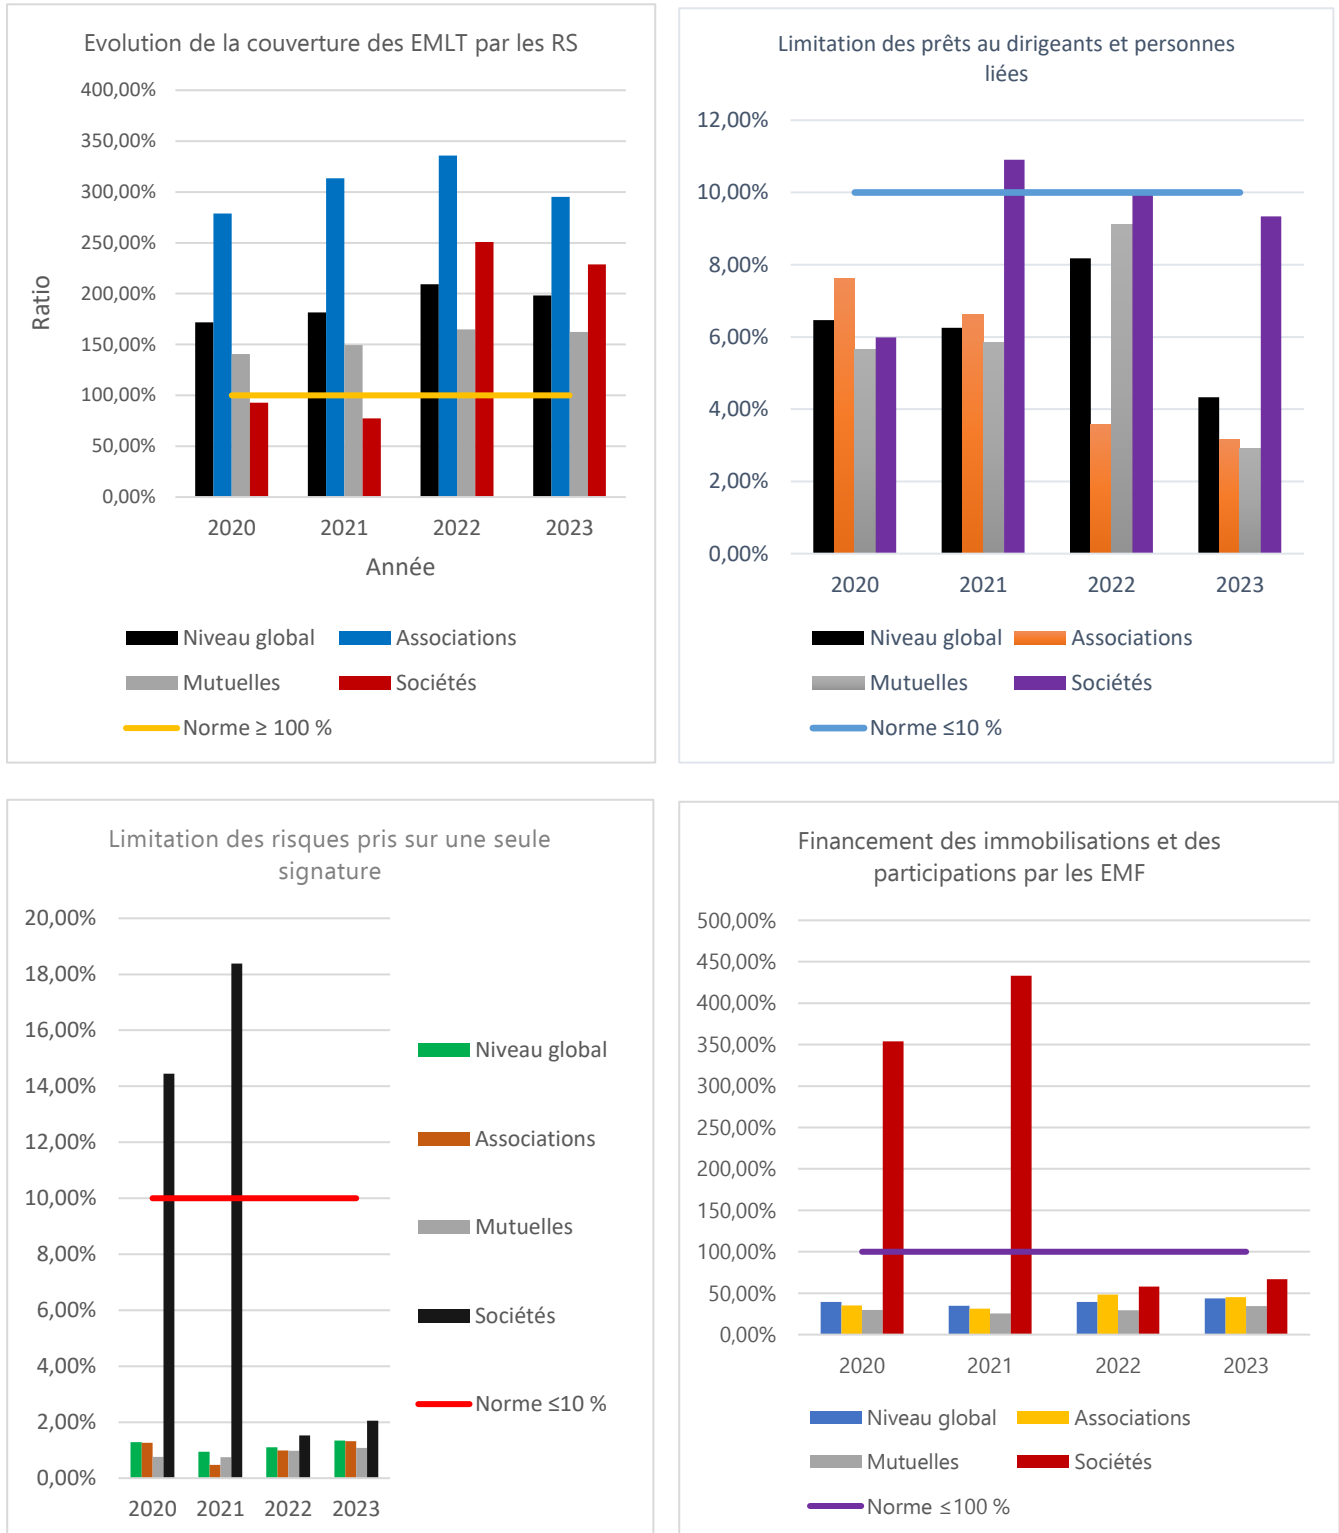 Evolution de la couverture des EMLT par les RS
400,00%
350,00%
300,00%
250,00%
200,00%
150,00%
100,00%
50,00%
0,00%
Ratio
2020 2021 2022 2023
Année
Niveau global Associations
Mutuelles Sociétés
Norme ≥ 100 %
Limitation des prêts au dirigeants et personnes
liées
12,00%
10,00%
8,00%
6,00%
4,00%
2,00%
0,00%
2020 2021 2022 2023
Niveau global Associations
Mutuelles Sociétés
Norme ≤10 %
Limitation des risques pris sur une seule
signature
20,00%
18,00%
16,00%
14,00%
12,00%
10,00%
8,00%
6,00%
4,00%
2,00%
0,00%
2020 2021 2022 2023
Niveau global
Associations
Mutuelles
Sociétés
Norme ≤10 %
Financement des immobilisations et des
participations par les EMF
500,00%
450,00%
400,00%
350,00%
300,00%
250,00%
200,00%
150,00%
100,00%
50,00%
0,00%
2020 2021 2022 2023
Niveau global Associations
Mutuelles Sociétés
Norme ≤100 %